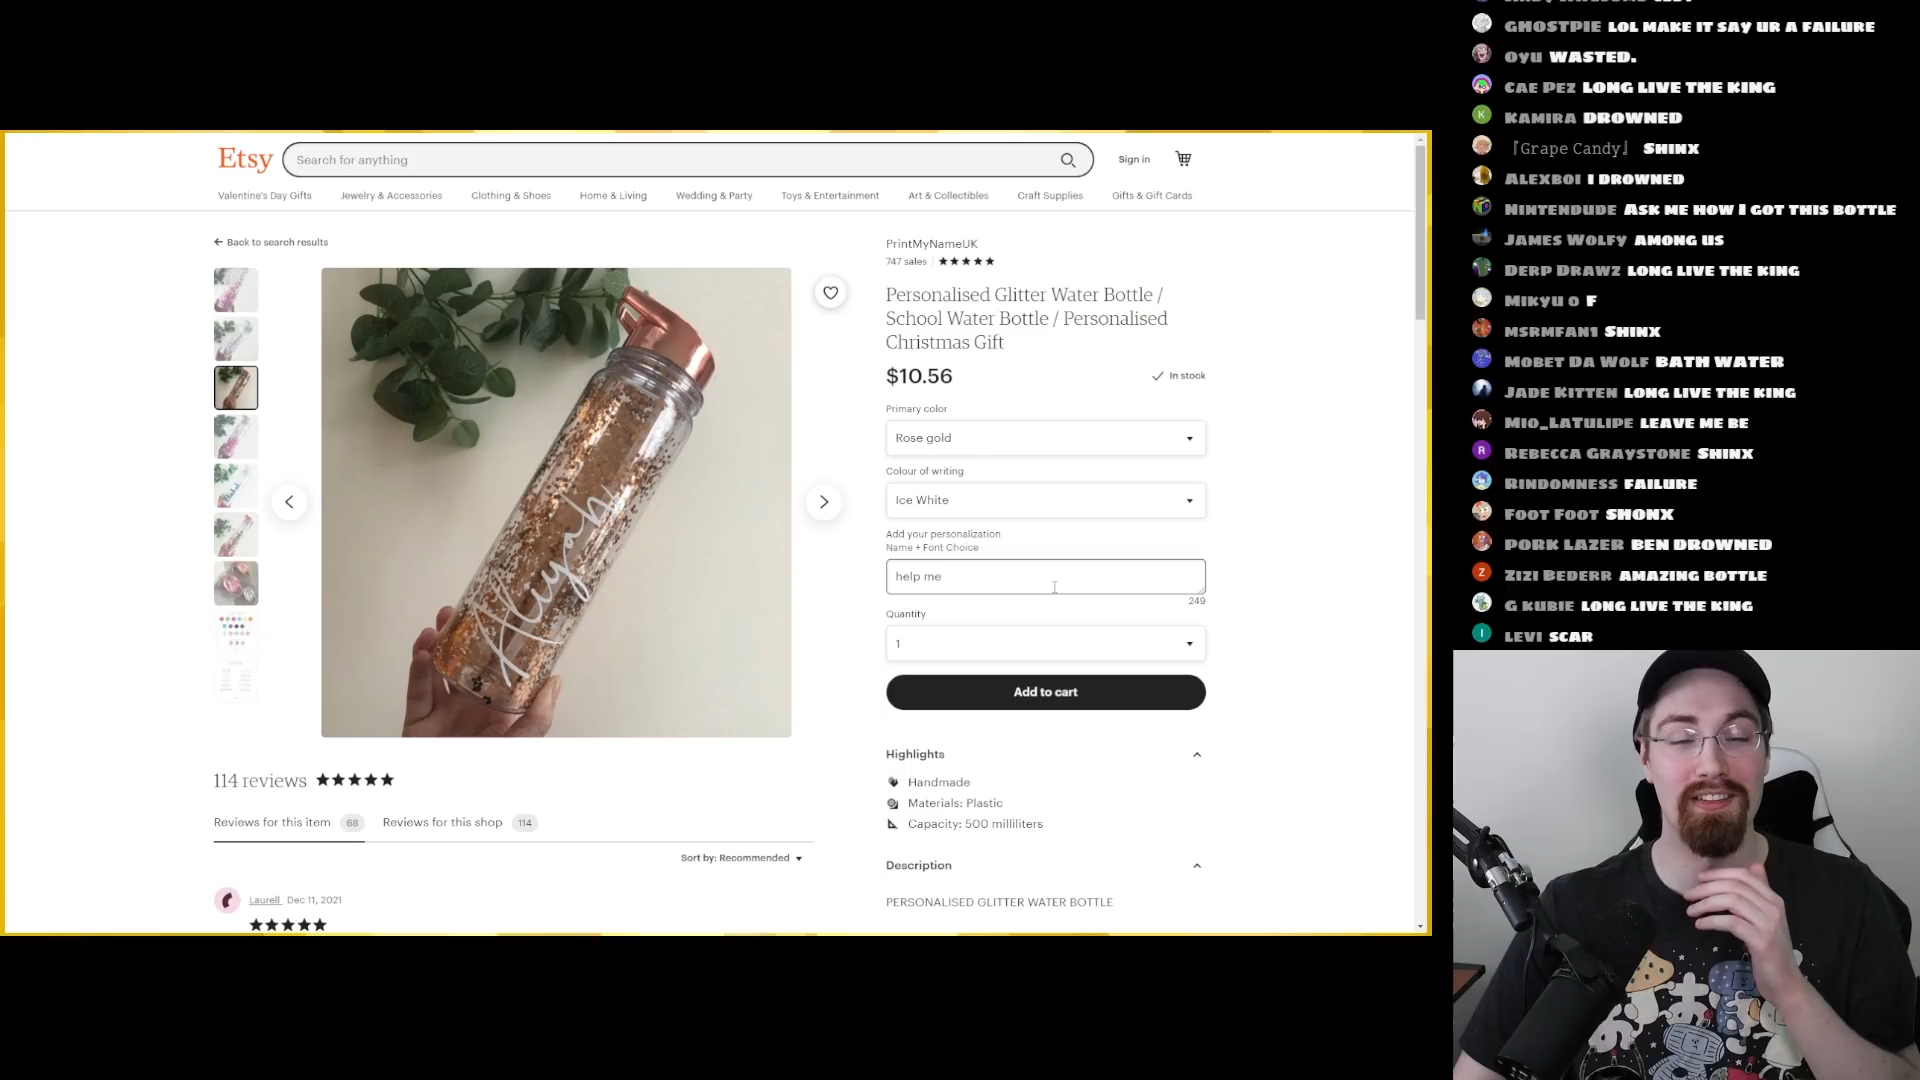 Etsy
Search for anything
Sign in
Valentine's Day Gifts
Jewelry & Accessories
Clothing & Shoes
Home & Living
Wedding & Party
Toys & Entertainment
Art & Collectibles
Craft Supplies
Gifts & Gift Cards
Back to search results
Aliyah
PrintMyNameUK
747 sales
Personalised Glitter Water Bottle /
School Water Bottle / Personalised
Christmas Gift
$10.56
In stock
Primary color
Rose gold
Colour of writing
Ice White
Add your personalization
Name + Font Choice
help me
249
Quantity
1
Add to cart
Highlights
Handmade
Materials: Plastic
Capacity: 500 milliliters
Description
PERSONALISED GLITTER WATER BOTTLE
114 reviews
Reviews for this item 68
Reviews for this shop 114
Sort by: Recommended
Laurell Dec 11, 2021
GHOSTPIE LOL MAKE IT SAY UR A FAILURE
OYU WASTED.
CAE PEZ LONG LIVE THE KING
K
KAMIRA DROWNED
『Grape Candy』 SHINX
ALEXBOI I DROWNED
NINTENDUDE ASK ME HOW I GOT THIS BOTTLE
JAMES WOLFY AMONG US
DERP DRAWZ LONG LIVE THE KING
MIKYU O F
MSRMFAN1 SHINX
MOBET DA WOLF BATH WATER
JADE KITTEN LONG LIVE THE KING
MIO_LATULIPE LEAVE ME BE
R
REBECCA GRAYSTONE SHINX
RINDOMNESS FAILURE
FOOT FOOT SHONX
PORK LAZER BEN DROWNED
Z
ZIZI BEDERR AMAZING BOTTLE
G KUBIE LONG LIVE THE KING
LEVI SCAR